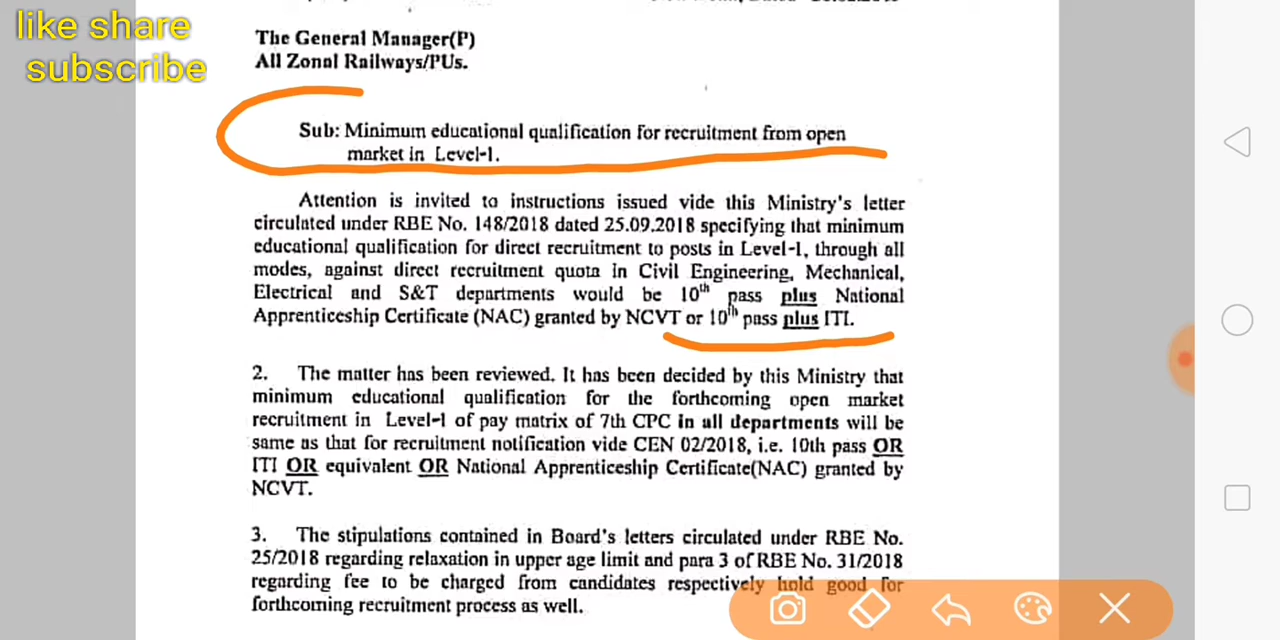 like share
subscribe
The General Manager(P)
All Zonal Railways/PUs.
Sub: Minimum educational qualification for recruitment from open
market in Level-1.
Attention is invited to instructions issued vide this Ministry's letter
circulated under RBE No. 148/2018 dated 25.09.2018 specifying that minimum
educational qualification for direct recruitment to posts in Level-1, through all
modes, against direct recruitment quota in Civil Engineering, Mechanical,
Electrical and S&T departments would be 10th pass plus National
Apprenticeship Certificate (NAC) granted by NCVT or 10th pass plus ITI.
2. The matter has been reviewed. It has been decided by this Ministry that
minimum educational qualification for the forthcoming open market
recruitment in Level-1 of pay matrix of 7th CPC in all departments will be
same as that for recruitment notification vide CEN 02/2018, i.e. 10th pass OR
ITI OR equivalent OR National Apprenticeship Certificate(NAC) granted by
NCVT.
3. The stipulations contained in Board's letters circulated under RBE No.
25/2018 regarding relaxation in upper age limit and para 3 of RBE No. 31/2018
regarding fee to be charged from candidates respectively hold good for
forthcoming recruitment process as well.